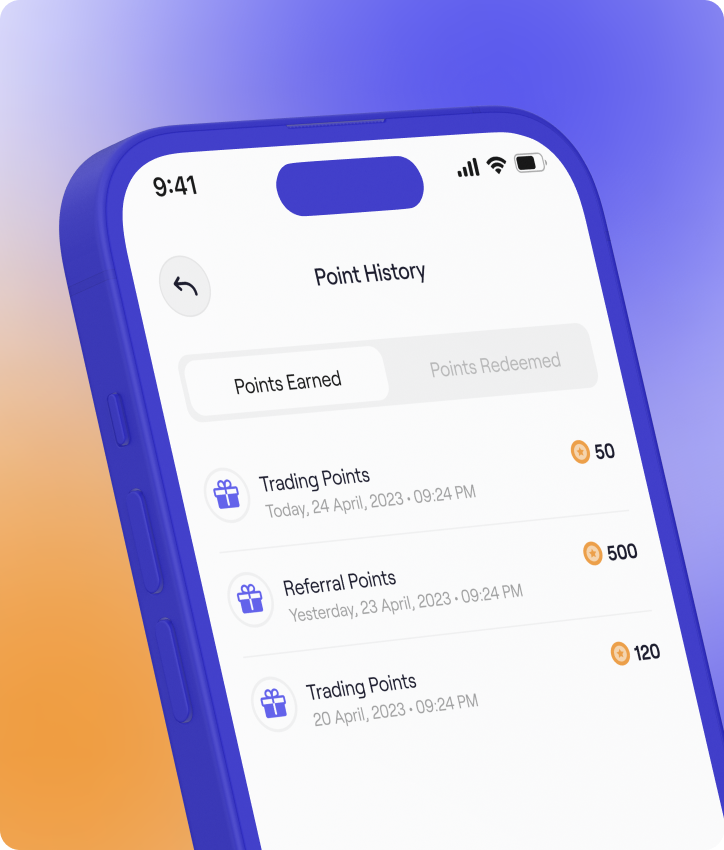 9:41
Point History
Points Earned
Points Redeemed
Trading Points
50
Today, 24 April, 2023 • 09:24 PM
Referral Points
500
Yesterday, 23 April, 2023 • 09:24 PM
Trading Points
120
20 April, 2023 • 09:24 PM